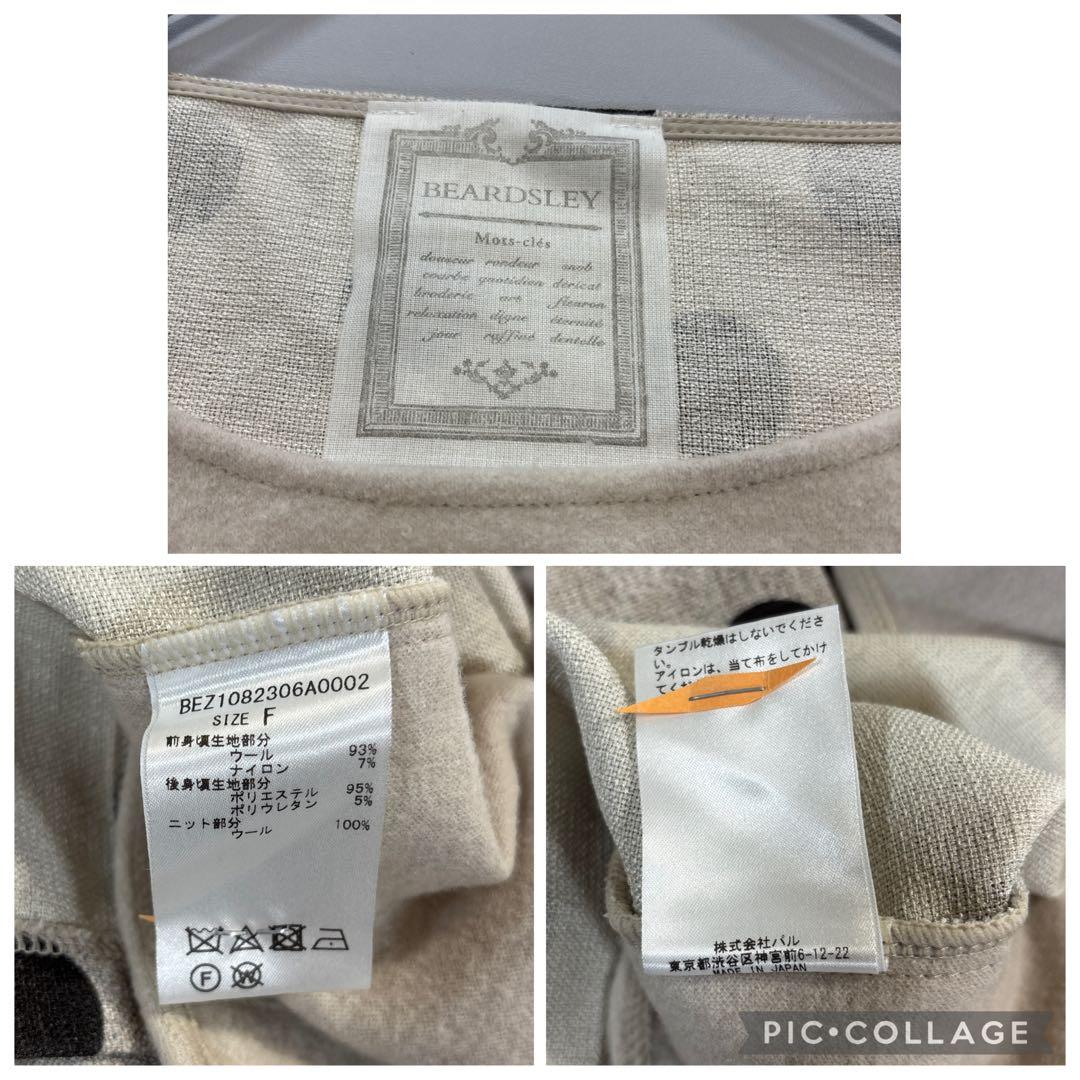 BEARDSLEY
Mots-clés
douceur rondeur snob
courbe quotidien déricat
broderie art fleuron
relaxation digne éternité
jour raffiné dentelle
BEZ1082306A0002
SIZE F
前身頃生地部分
ウール 93%
ナイロン 7%
後身頃生地部分
ポリエステル 95%
ポリウレタン 5%
ニット部分
ウール 100%
F
W
タンブル乾燥はしないでくださ
い。
アイロンは、当て布をしてかけ
てくだ
株式会社パル
東京都渋谷区神宮前6-12-22
MADE IN JAPAN
PIC•COLLAGE